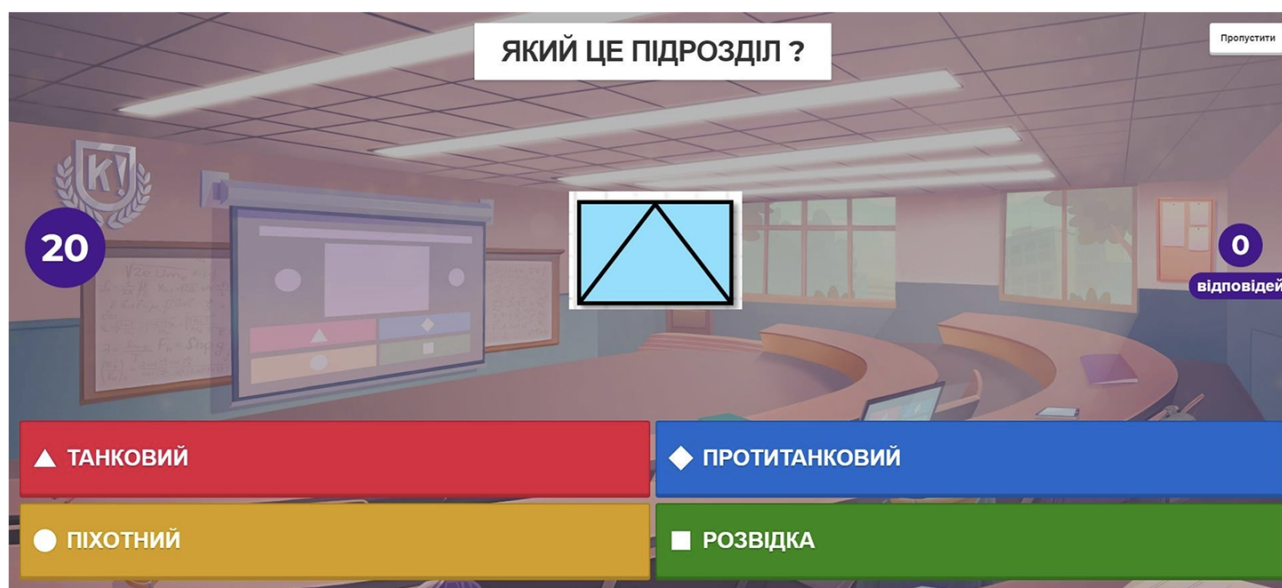 ЯКИЙ ЦЕ ПІДРОЗДІЛ ?
Пропустити
K!
20
0
відповідей
ТАНКОВИЙ
ПРОТИТАНКОВИЙ
ПІХОТНИЙ
РОЗВІДКА